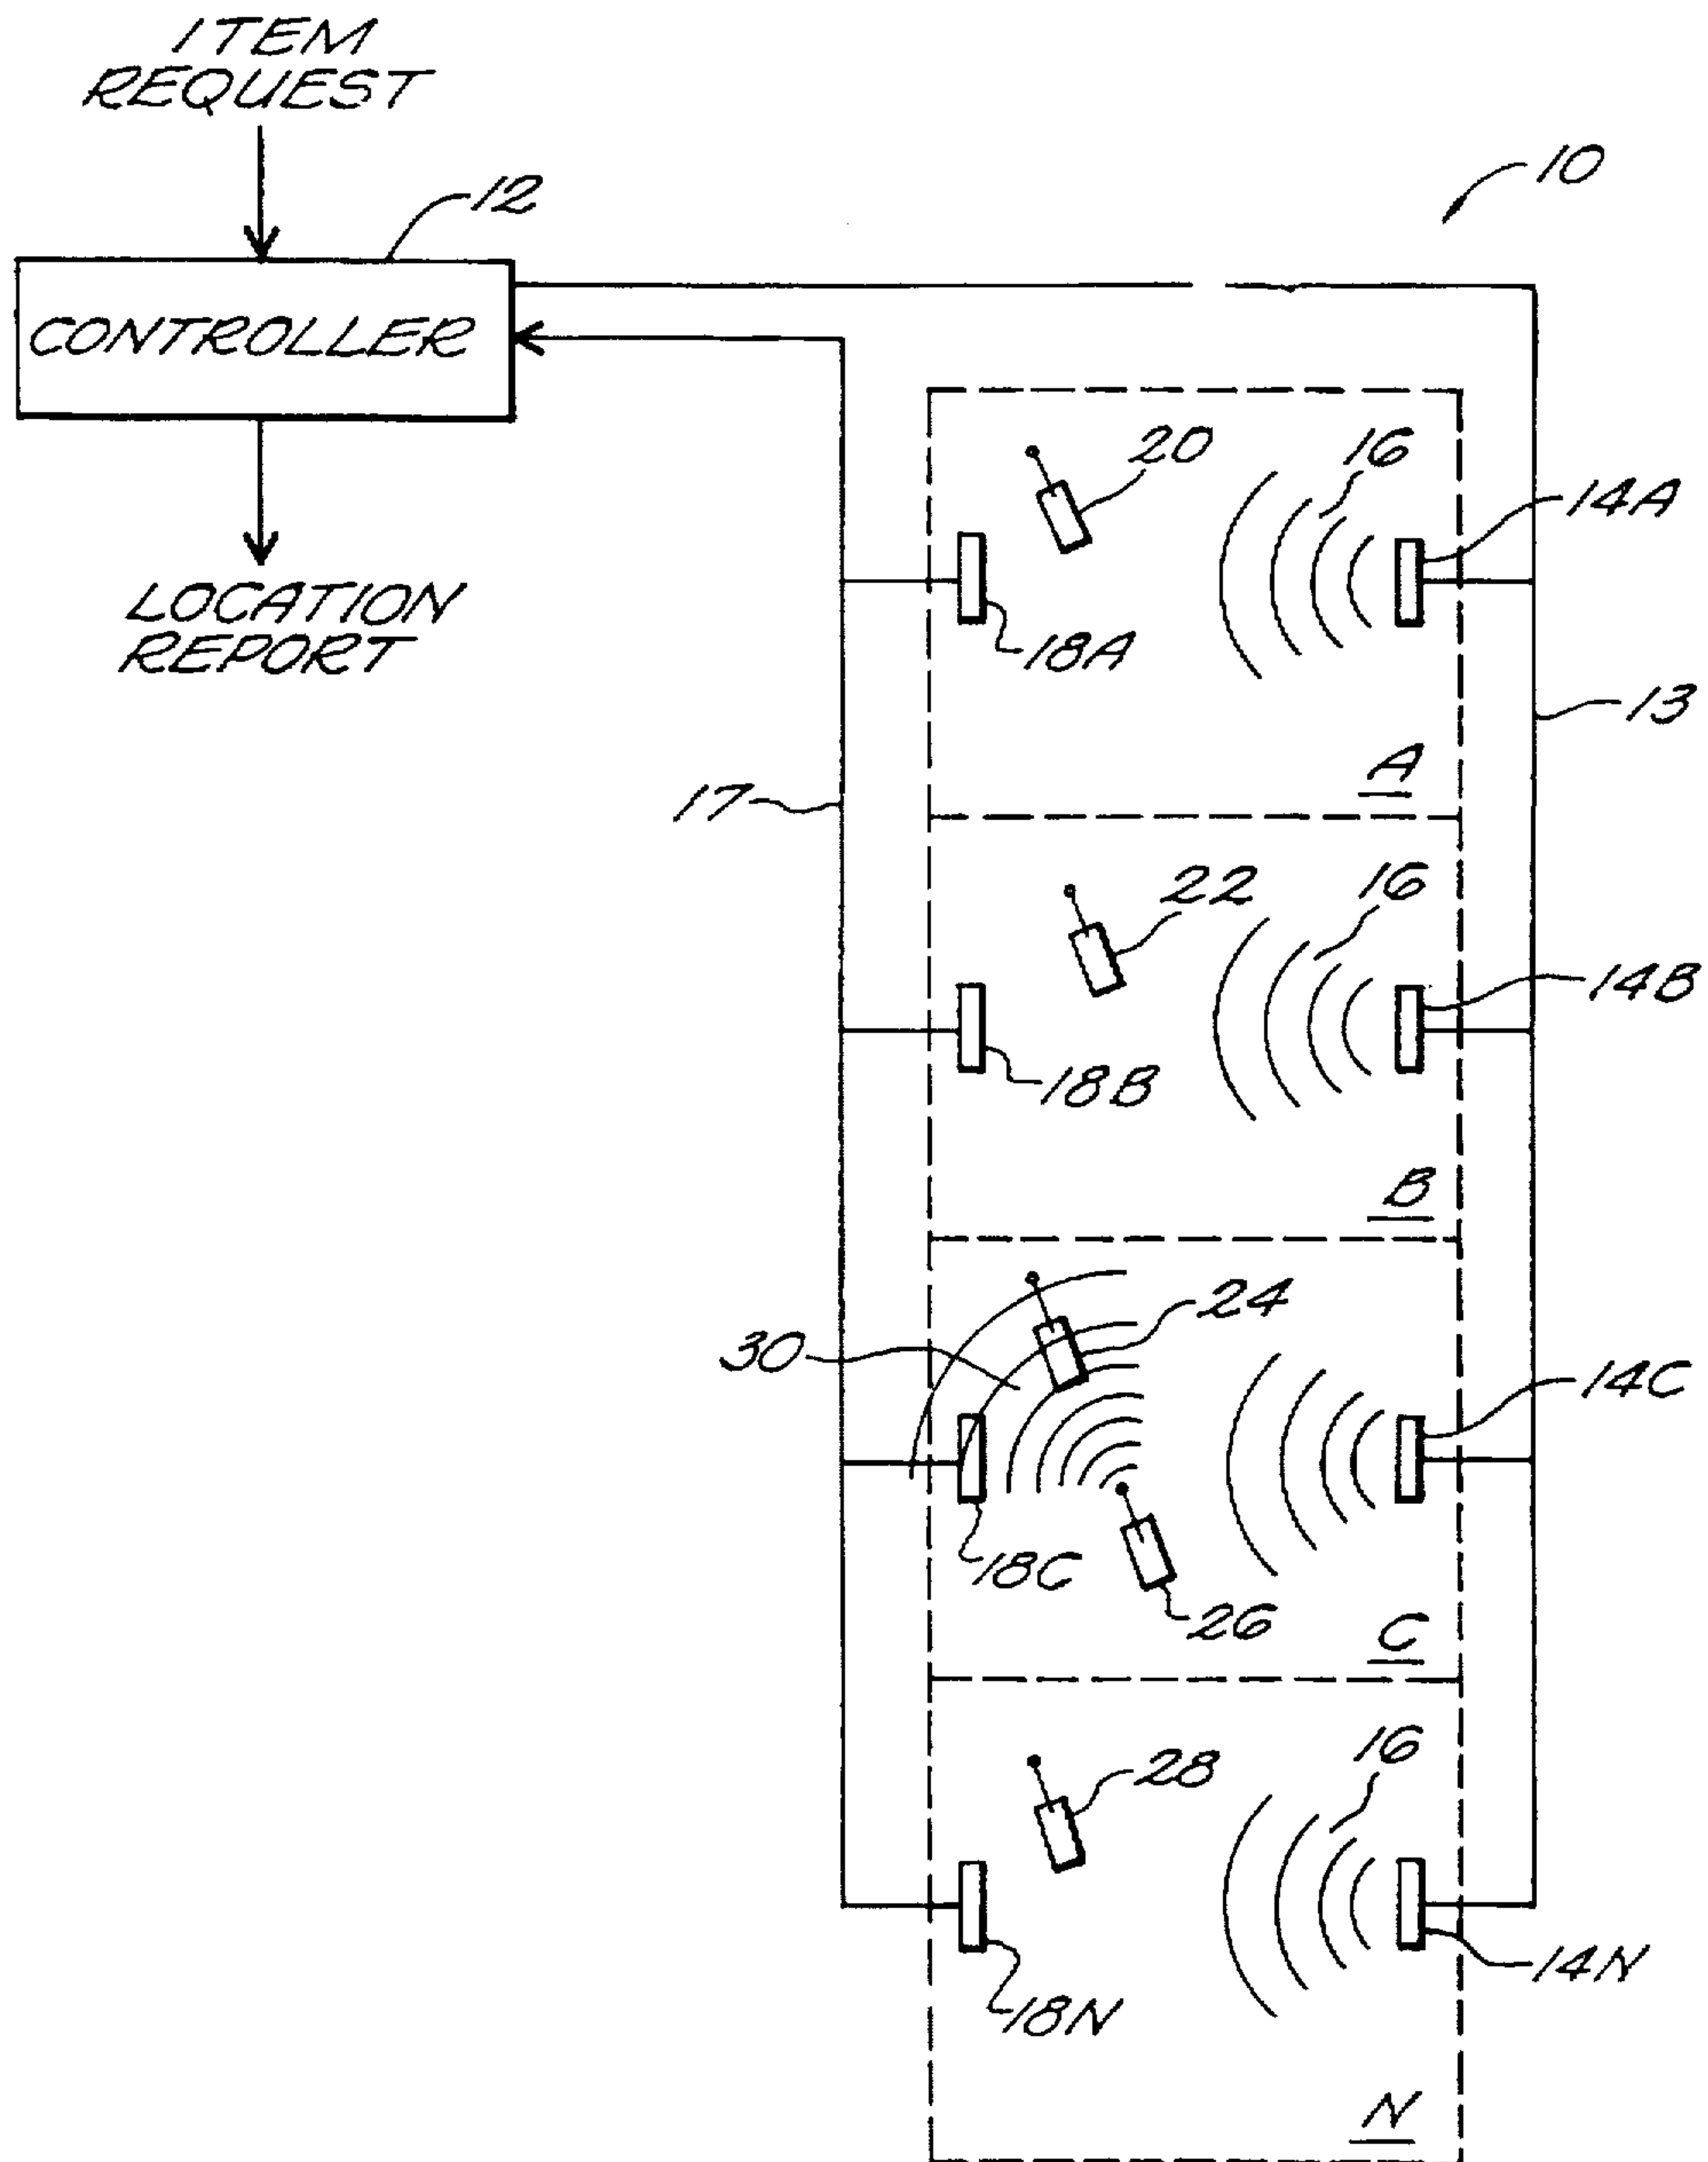 ITEM
REQUEST
10
12
CONTROLLER
20
16
14A
LOCATION
REPORT
18A
13
A
17
22
16
14B
18B
B
24
30
14C
18C
26
C
16
28
14N
18N
N